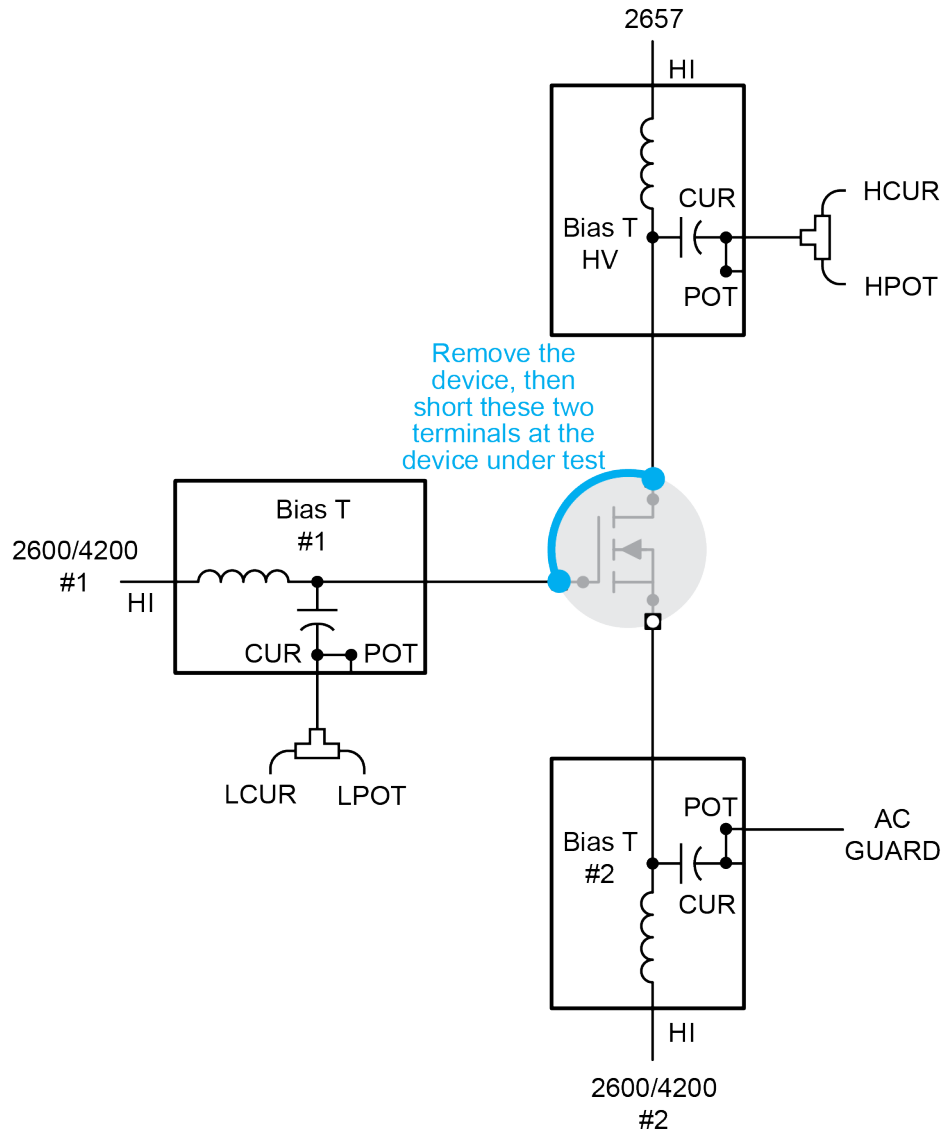 2657
HI
CUR
HCUR
Bias T
HV
POT
HPOT
Remove the
device, then
short these two
terminals at the
device under test
Bias T
#1
2600/4200
#1
HI
CUR
POT
LCUR
LPOT
POT
AC
GUARD
Bias T
#2
CUR
HI
2600/4200
#2